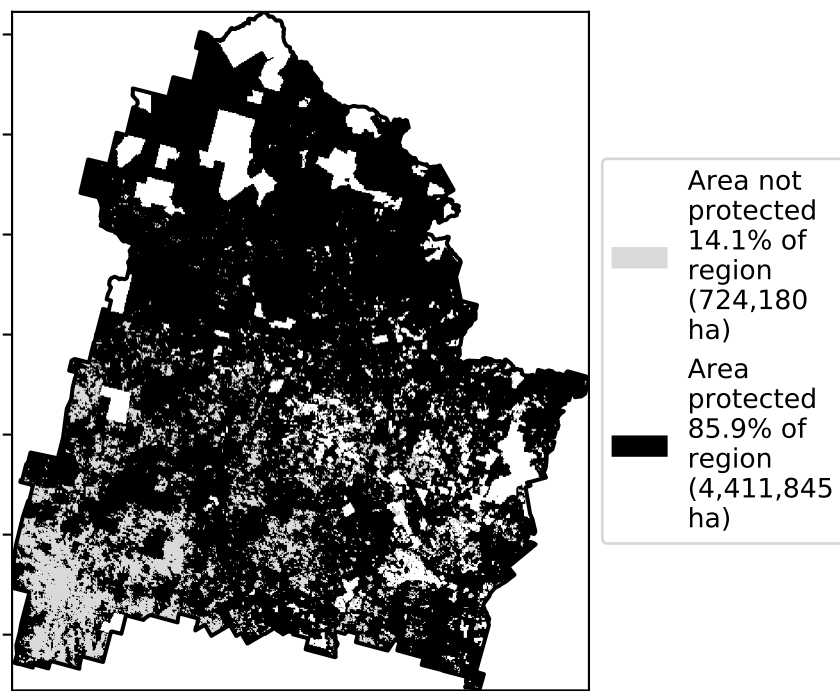 Area not
protected
14.1% of
region
(724,180
ha)
Area
protected
85.9% of
region
(4,411,845
ha)